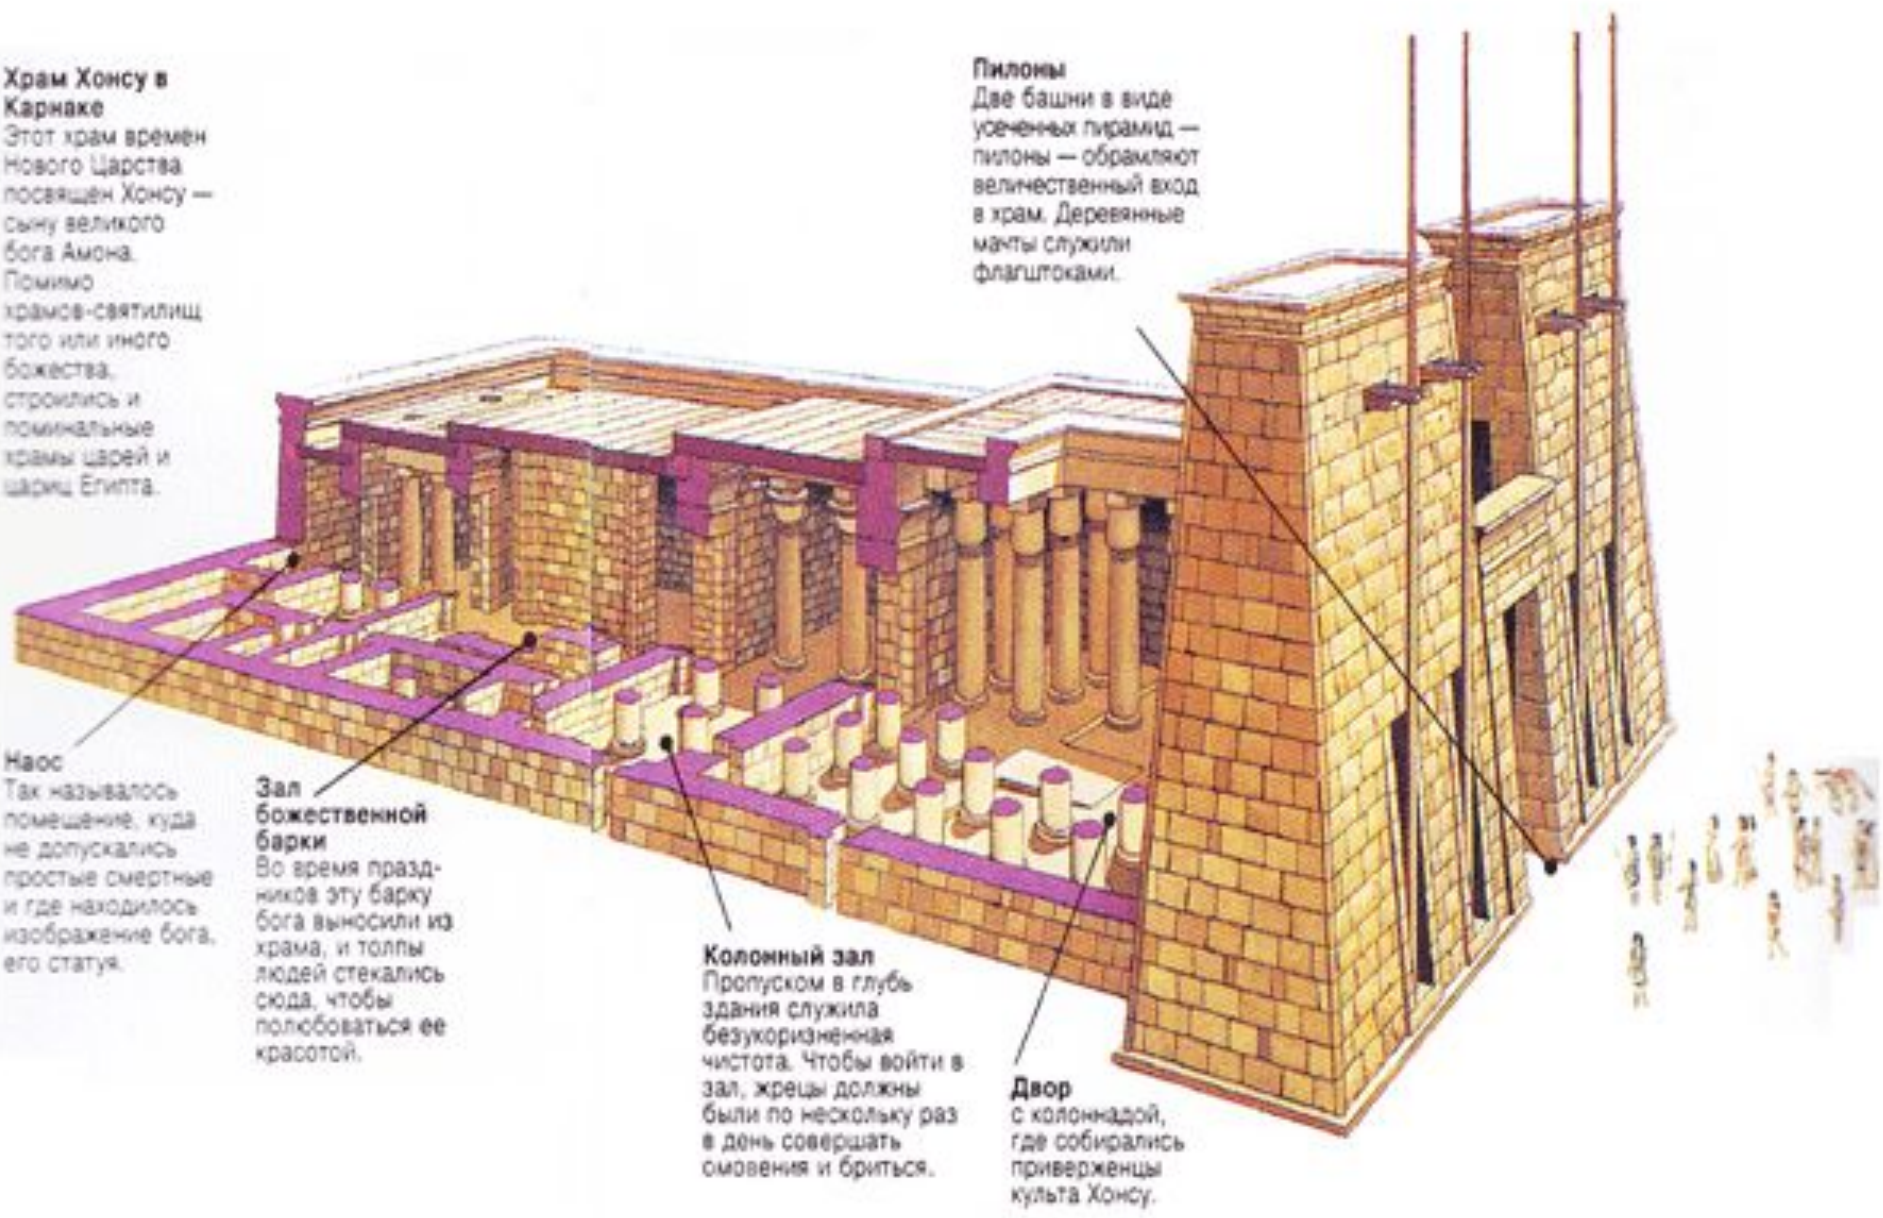 Храм Хонсу в
Карнаке
Этот храм времен
Нового Царства
посвящен Хонсу —
сыну великого
бога Амона.
Помимо
храмов-святилищ
того или иного
божества,
строились и
поминальные
храмы царей и
цариц Египта.
Пилоны
Две башни в виде
усеченных пирамид —
пилоны — обрамляют
величественный вход
в храм. Деревянные
мачты служили
флагштоками.
Наос
Так называлось
помещение, куда
не допускались
простые смертные
и где находилось
изображение бога,
его статуя.
Зал
божественной
барки
Во время празд-
ников эту барку
бога выносили из
храма, и толпы
людей стекались
сюда, чтобы
полюбоваться ее
красотой.
Колонный зал
Пропуском в глубь
здания служила
безукоризненная
чистота. Чтобы войти в
зал, жрецы должны
были по нескольку раз
в день совершать
омовения и бриться.
Двор
с колоннадой,
где собирались
приверженцы
культа Хонсу.